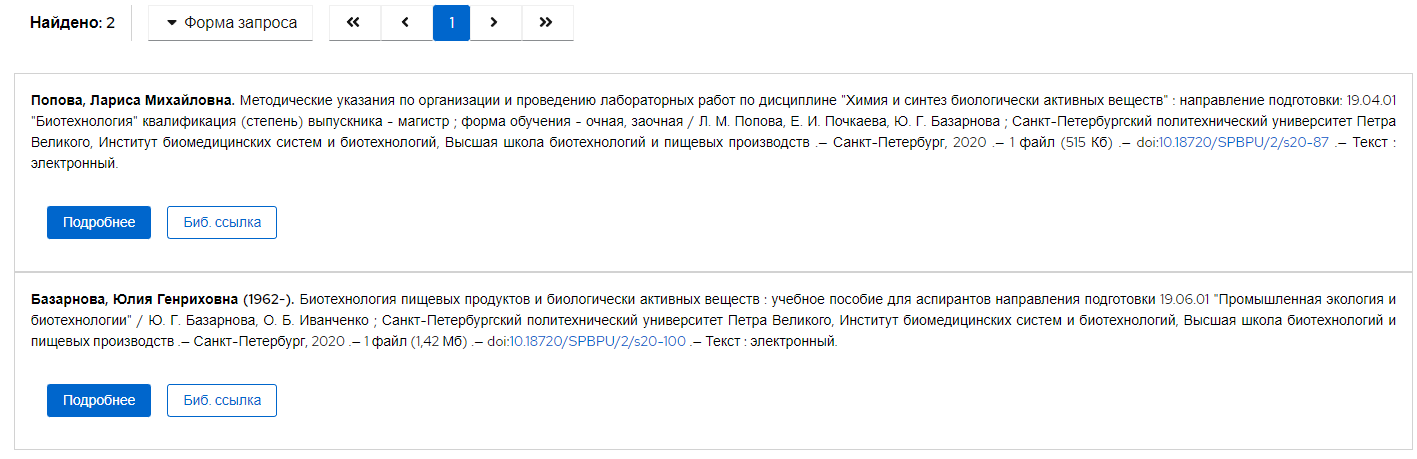 Найдено: 2 Форма запроса « ‹ 1 › »
Попова, Лариса Михайловна. Методические указания по организации и проведению лабораторных работ по дисциплине "Химия и синтез биологически активных веществ" : направление подготовки: 19.04.01
"Биотехнология" квалификация (степень) выпускника - магистр ; форма обучения - очная, заочная / Л. М. Попова, Е. И. Почкаева, Ю. Г. Базарнова ; Санкт-Петербургский политехнический университет Петра
Великого, Институт биомедицинских систем и биотехнологий, Высшая школа биотехнологий и пищевых производств .— Санкт-Петербург, 2020 .— 1 файл (515 Кб) .— doi:10.18720/SPBPU/2/s20-87 .— Текст :
электронный.
Подробнее Биб. ссылка
Базарнова, Юлия Генриховна (1962-). Биотехнология пищевых продуктов и биологически активных веществ : учебное пособие для аспирантов направления подготовки 19.06.01 "Промышленная экология и
биотехнологии" / Ю. Г. Базарнова, О. Б. Иванченко ; Санкт-Петербургский политехнический университет Петра Великого, Институт биомедицинских систем и биотехнологий, Высшая школа биотехнологий и
пищевых производств .— Санкт-Петербург, 2020 .— 1 файл (1,42 Мб) .— doi:10.18720/SPBPU/2/s20-100 .— Текст : электронный.
Подробнее Биб. ссылка